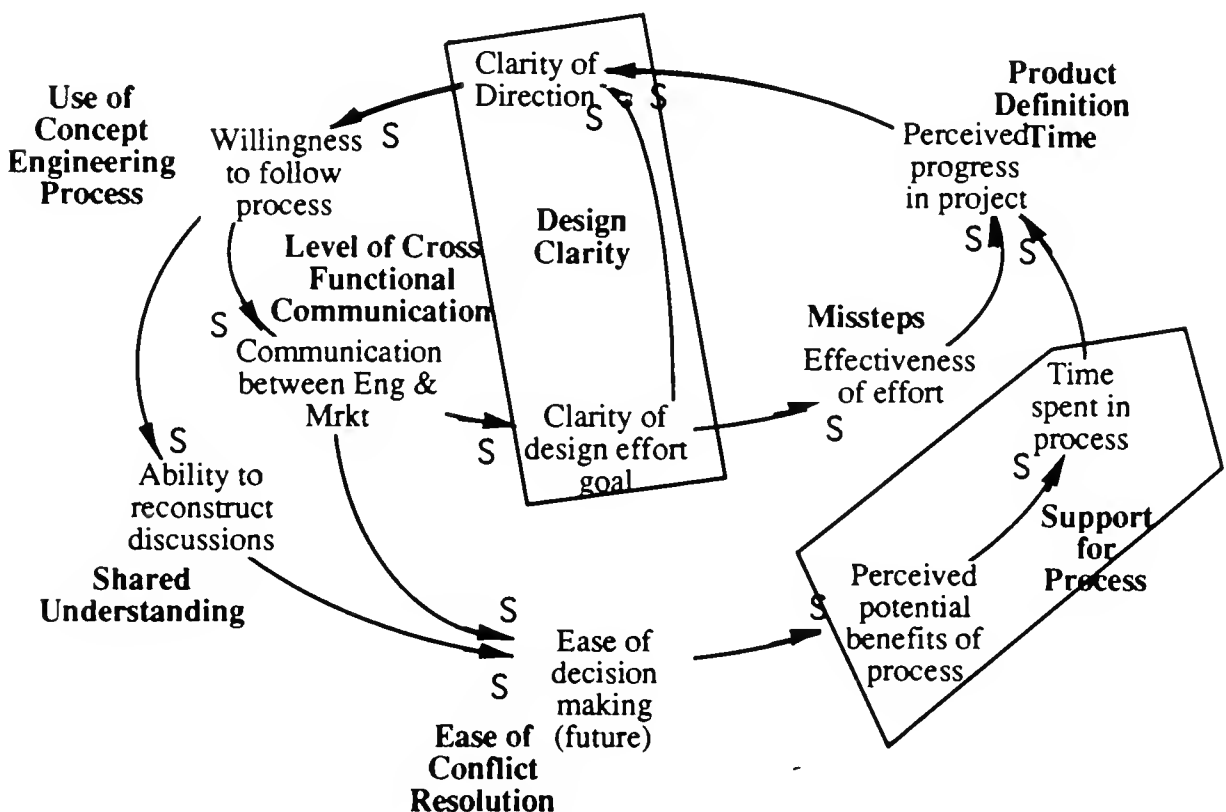 Clarity of
Direction
S
S
Product
Definition
Time
Perceived
progress
in project
S
S
Use of
Concept
Engineering
Process
Willingness
to follow
process
S
Level of Cross
Functional
Communication
S
Communication
between Eng &
Mrkt
S
Design
Clarity
Clarity of
design effort
goal
Missteps
Effectiveness
of effort
S
Time
spent in
process
S
Support
for
Process
Perceived
potential
benefits of
process
S
S
Ability to
reconstruct
discussions
Shared
Understanding
S
S
Ease of
decision
making
(future)
Ease of
Conflict
Resolution